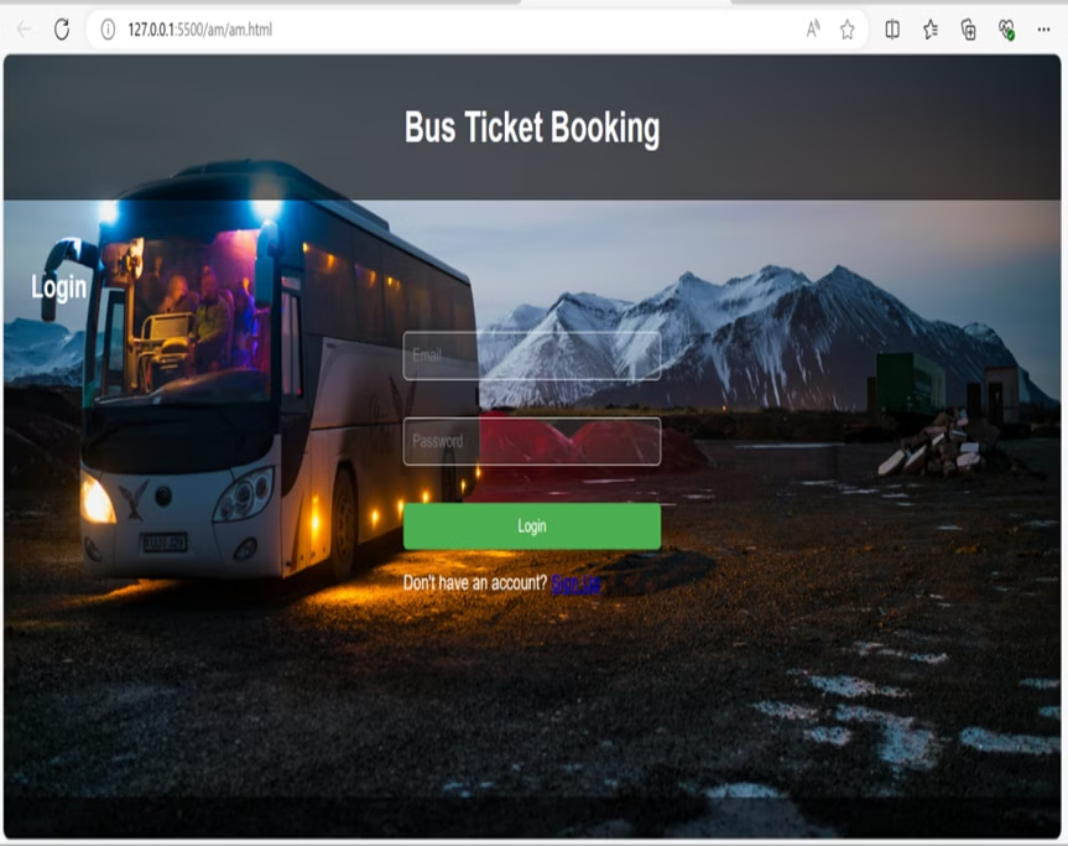 127.0.0.1:5500/am/am.html
Bus Ticket Booking
Login
Email
Password
Login
Don't have an account? Sign Up